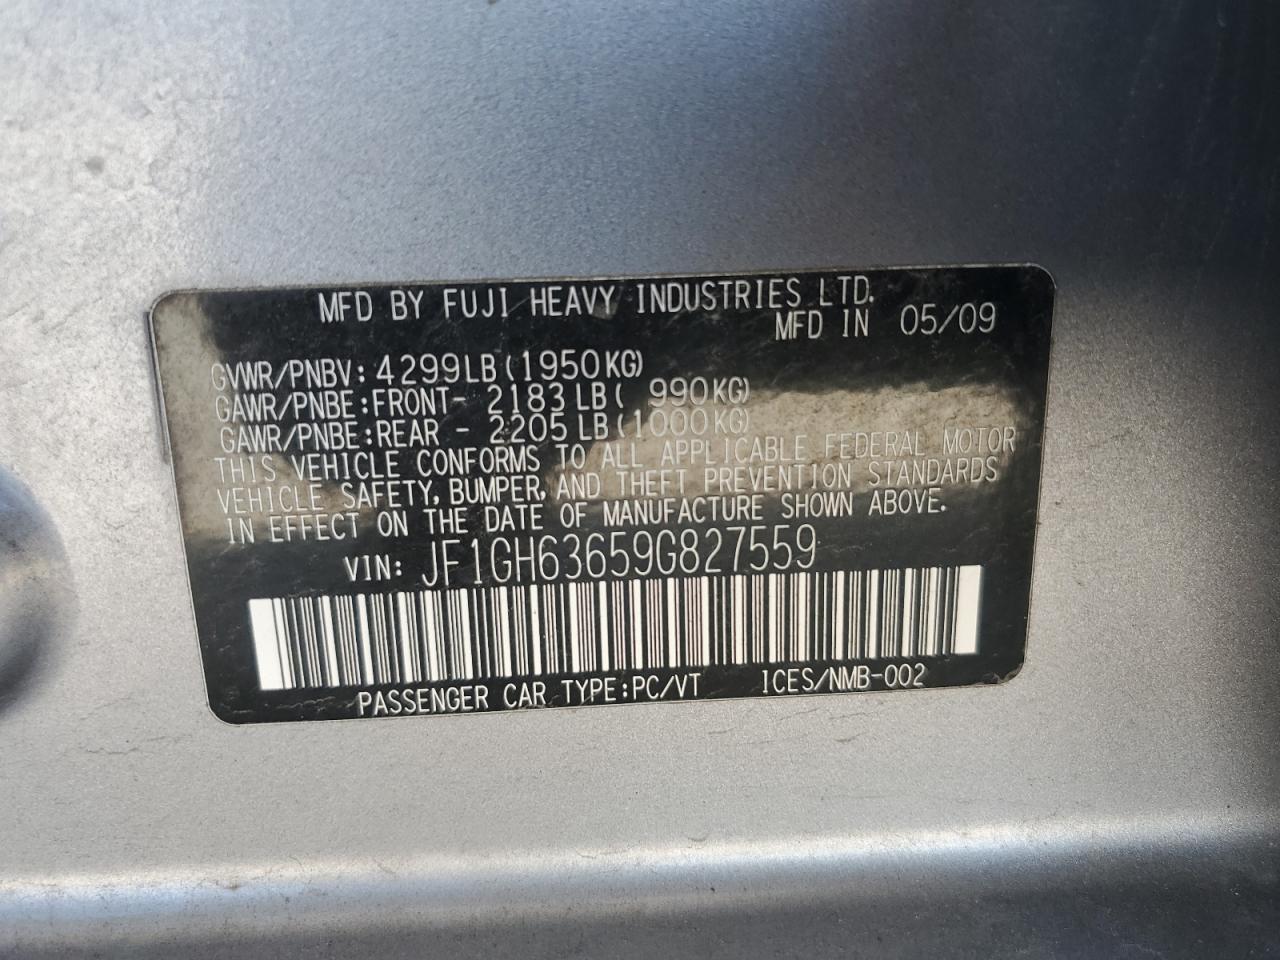 MFD BY FUJI HEAVY INDUSTRIES LTD.
MFD IN 05/09
GVWR/PNBV: 4299LB(1950KG)
GAWR/PNBE:FRONT- 2183LB( 990KG)
GAWR/PNBE:REAR - 2205LB(1000KG)
THIS VEHICLE CONFORMS TO ALL APPLICABLE FEDERAL MOTOR
VEHICLE SAFETY, BUMPER, AND THEFT PREVENTION STANDARDS
IN EFFECT ON THE DATE OF MANUFACTURE SHOWN ABOVE.
VIN: JF1GH63659G827559
PASSENGER CAR TYPE:PC/VT ICES/NMB-002